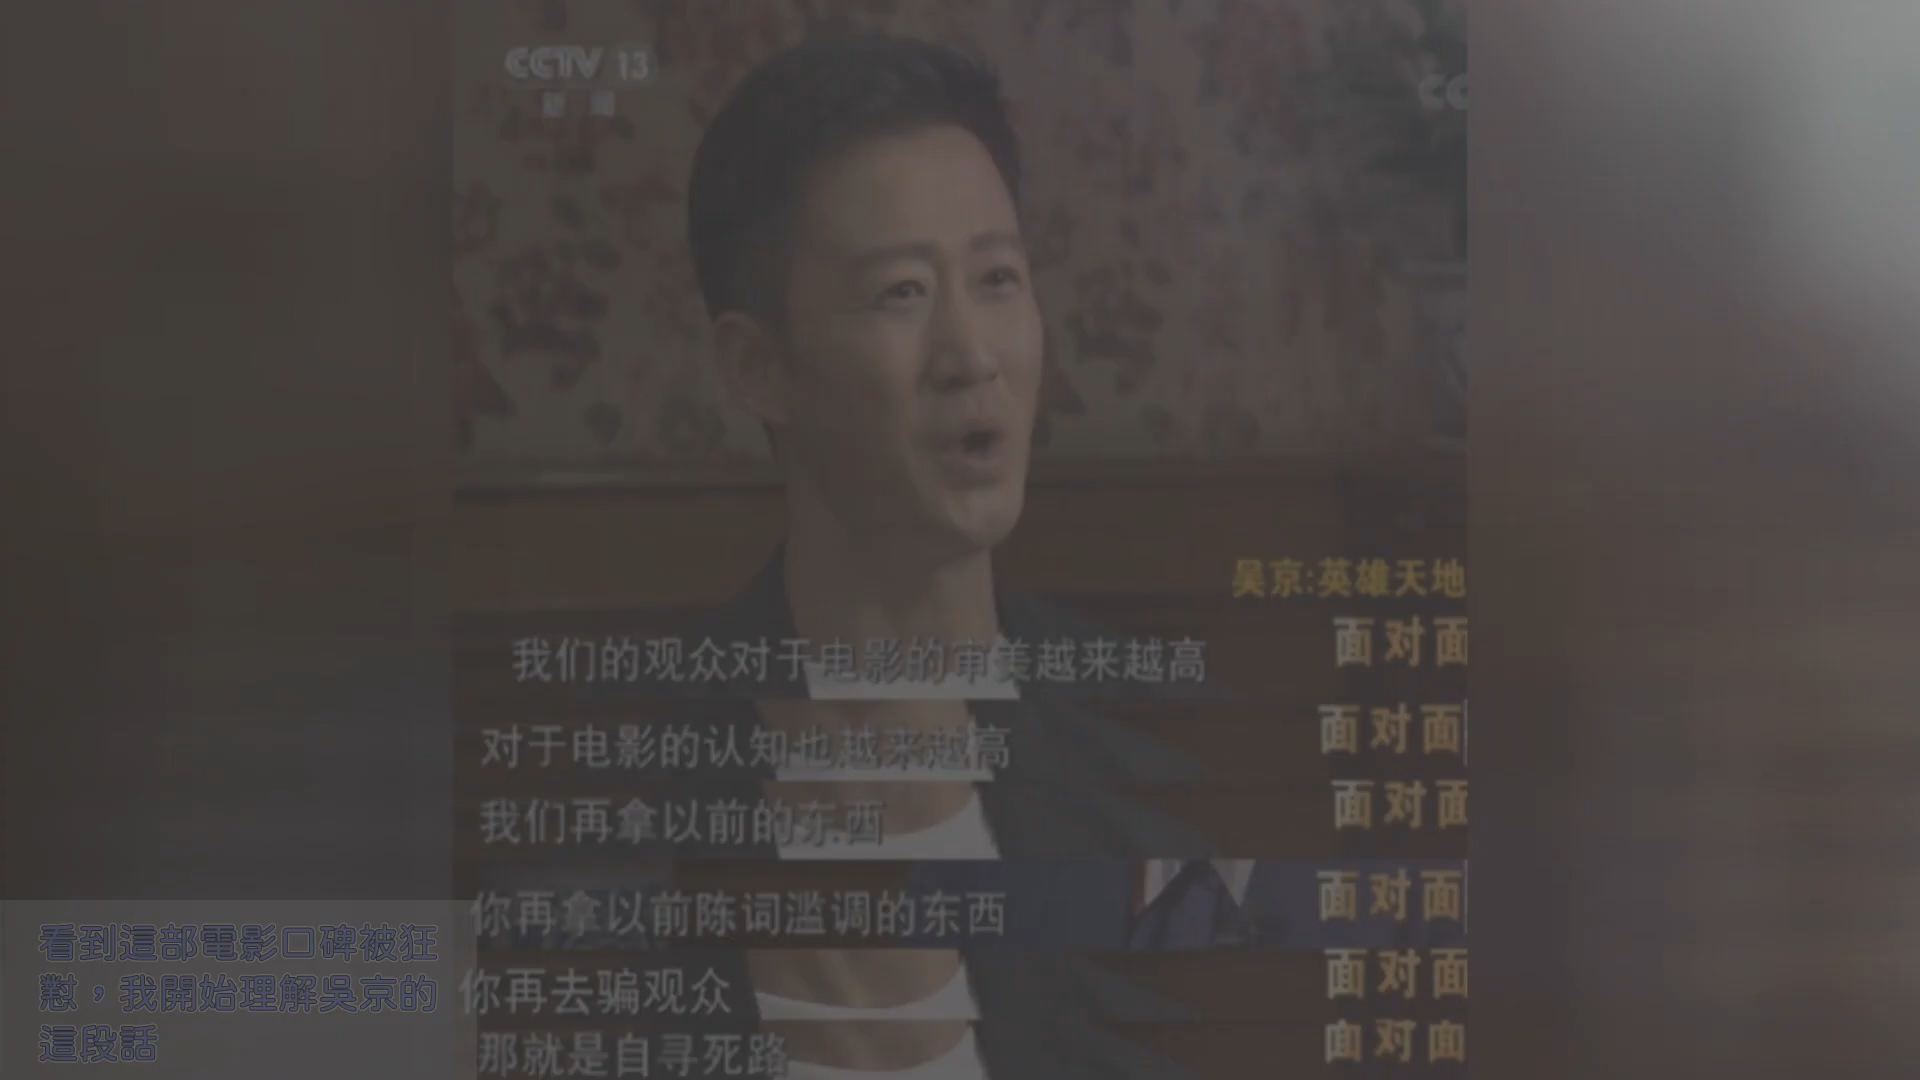 CCTV 13
新闻
CC
吴京:英雄天地
我们的观众对于电影的审美越来越高
面对面
对于电影的认知也越来越高
面对面
我们再拿以前的东西
面对面
你再拿以前陈词滥调的东西
面对面
你再去骗观众
面对面
那就是自寻死路
面对面
看到這部電影口碑被狂
懟，我開始理解吳京的
這段話